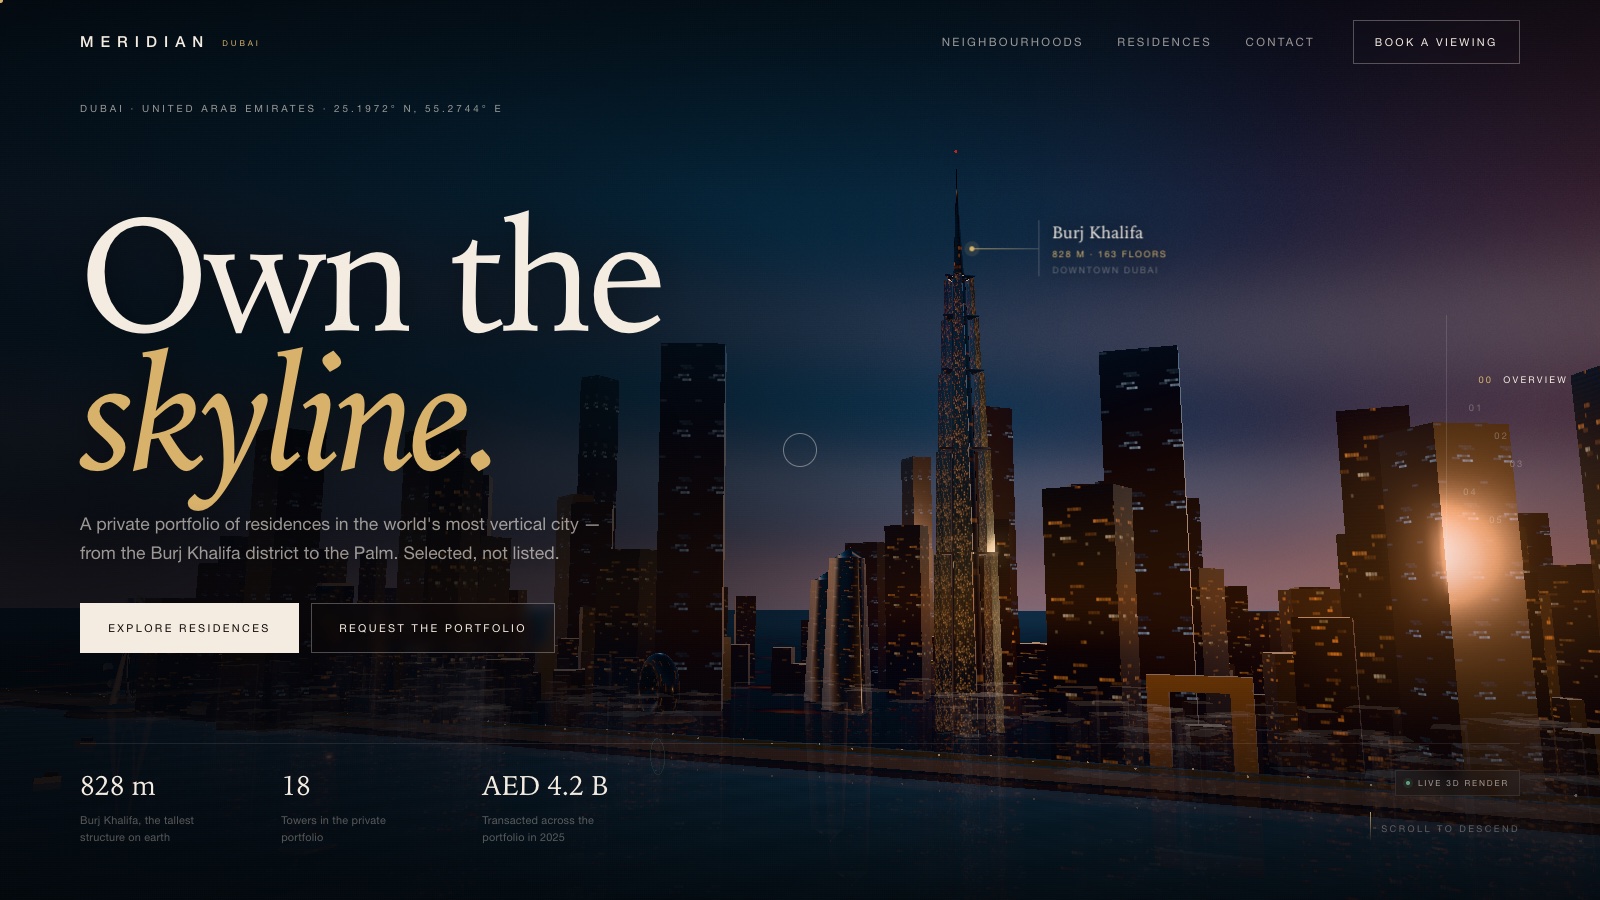 MERIDIAN DUBAI
NEIGHBOURHOODS RESIDENCES CONTACT BOOK A VIEWING
DUBAI · UNITED ARAB EMIRATES · 25.1972° N, 55.2744° E
Own the
skyline.
Burj Khalifa
828 M · 163 FLOORS
DOWNTOWN DUBAI
00 OVERVIEW
01
02
03
04
05
A private portfolio of residences in the world's most vertical city —
from the Burj Khalifa district to the Palm. Selected, not listed.
EXPLORE RESIDENCES REQUEST THE PORTFOLIO
828 m
Burj Khalifa, the tallest
structure on earth
18
Towers in the private
portfolio
AED 4.2 B
Transacted across the
portfolio in 2025
LIVE 3D RENDER
SCROLL TO DESCEND